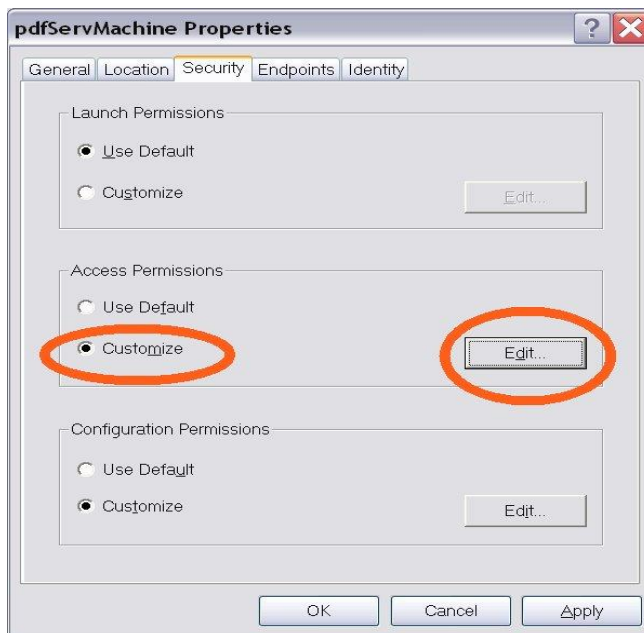 pdfServMachine Properties
?
X
General Location Security Endpoints Identity
Launch Permissions
Use Default
Customize
Edit...
Access Permissions
Use Default
Customize
Edit...
Configuration Permissions
Use Default
Customize
Edit...
OK Cancel Apply